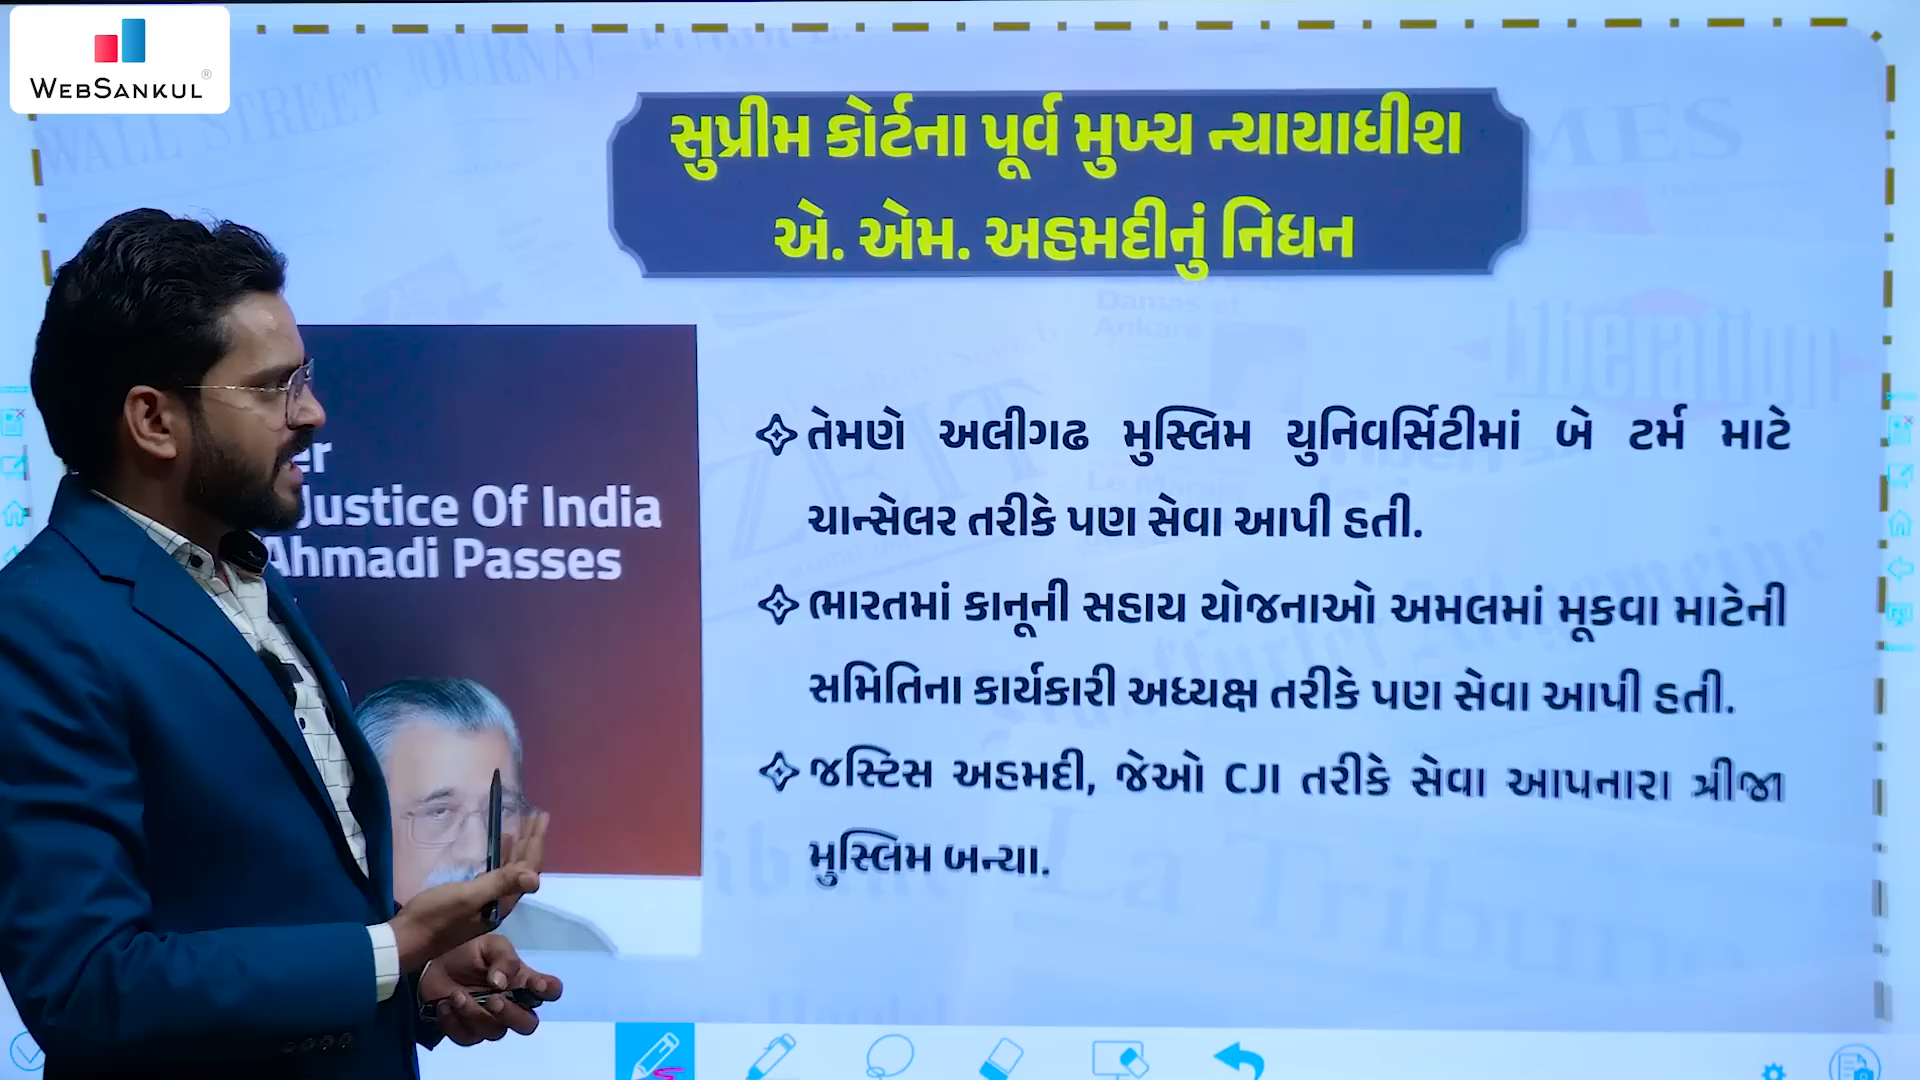 WEBSANKUL®
સુપ્રીમ કોર્ટના પૂર્વ મુખ્ય ન્યાયાધીશ
એ. એમ. અહમદીનું નિધન
Justice Of India
Ahmadi Passes
તેમણે અલીગઢ મુસ્લિમ યુનિવર્સિટીમાં બે ટર્મ માટે
ચાન્સેલર તરીકે પણ સેવા આપી હતી.
ભારતમાં કાનૂની સહાય યોજનાઓ અમલમાં મૂકવા માટેની
સમિતિના કાર્યકારી અધ્યક્ષ તરીકે પણ સેવા આપી હતી.
જસ્ટિસ અહમદી, જેઓ CJI તરીકે સેવા આપનારા ત્રીજા
મુસ્લિમ બન્યા.